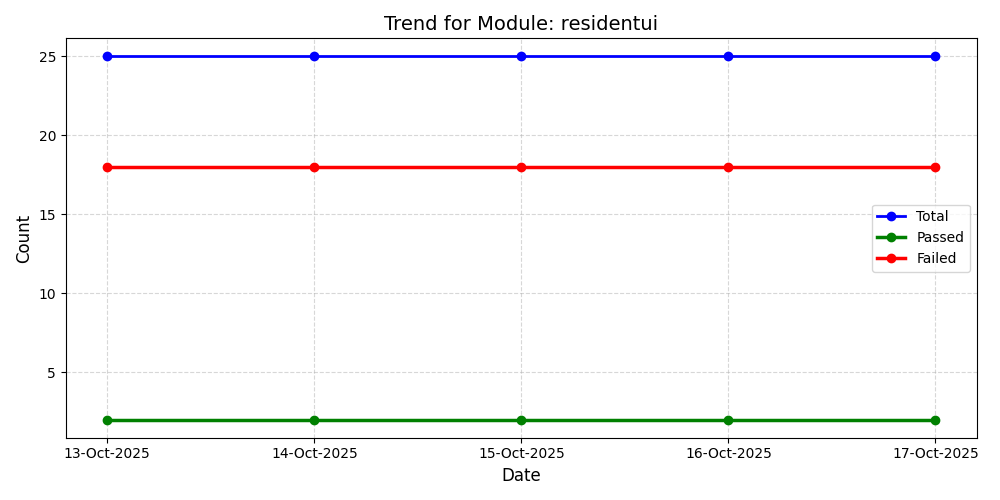 Trend for Module: residentui
Count
25
20
15
10
5
Total
Passed
Failed
13-Oct-2025
14-Oct-2025
15-Oct-2025
16-Oct-2025
17-Oct-2025
Date